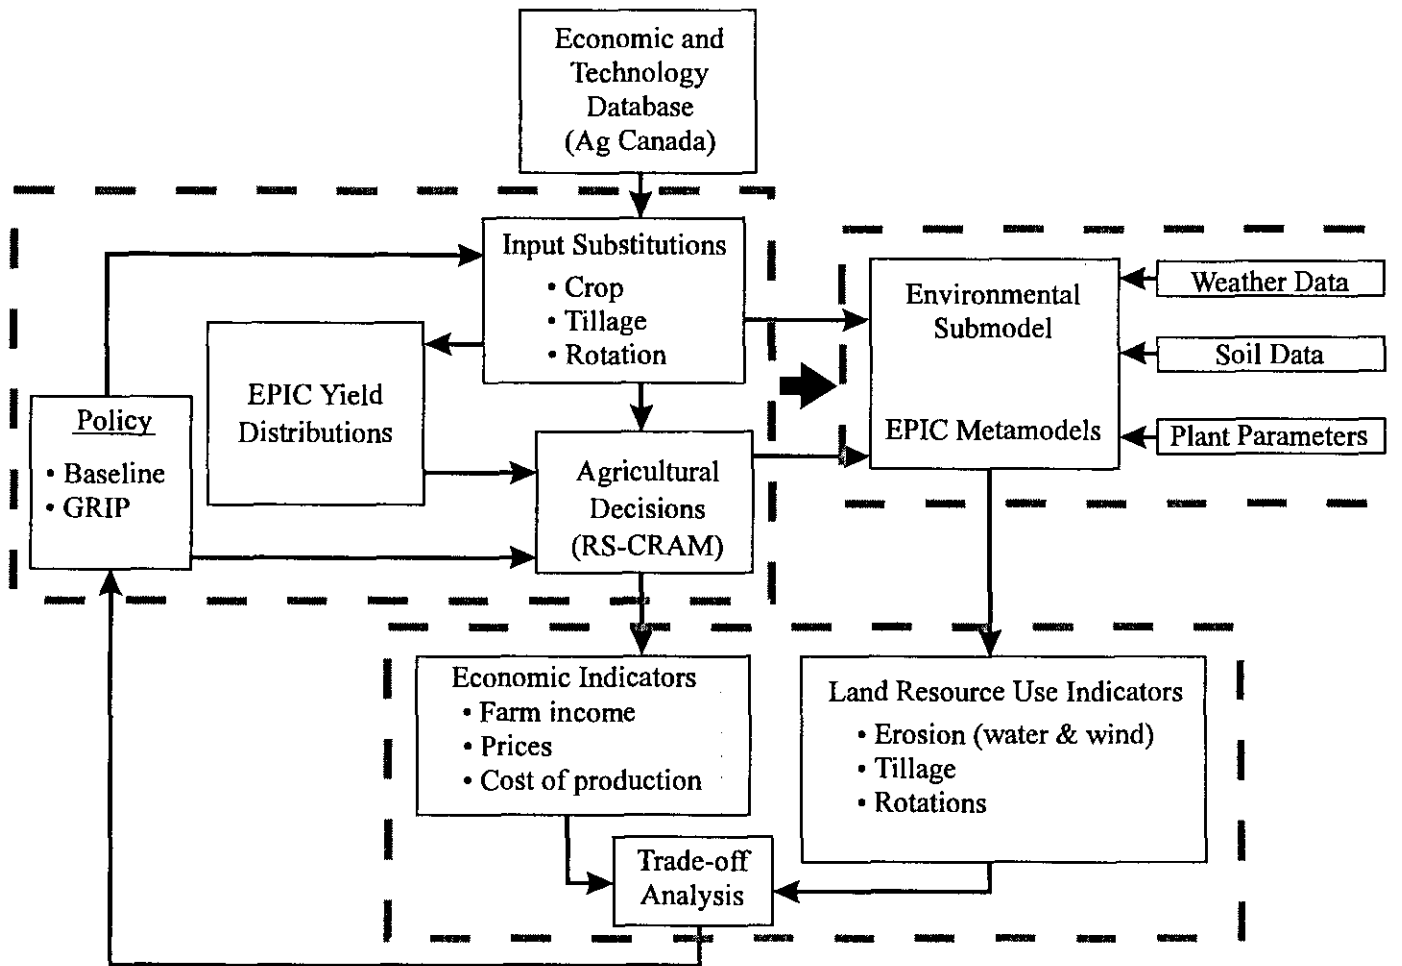 Economic and
Technology
Database
(Ag Canada)
Input Substitutions
• Crop
• Tillage
• Rotation
EPIC Yield
Distributions
Policy
• Baseline
• GRIP
Agricultural
Decisions
(RS-CRAM)
Environmental
Submodel
EPIC Metamodels
Weather Data
Soil Data
Plant Parameters
Economic Indicators
• Farm income
• Prices
• Cost of production
Land Resource Use Indicators
• Erosion (water & wind)
• Tillage
• Rotations
Trade-off
Analysis